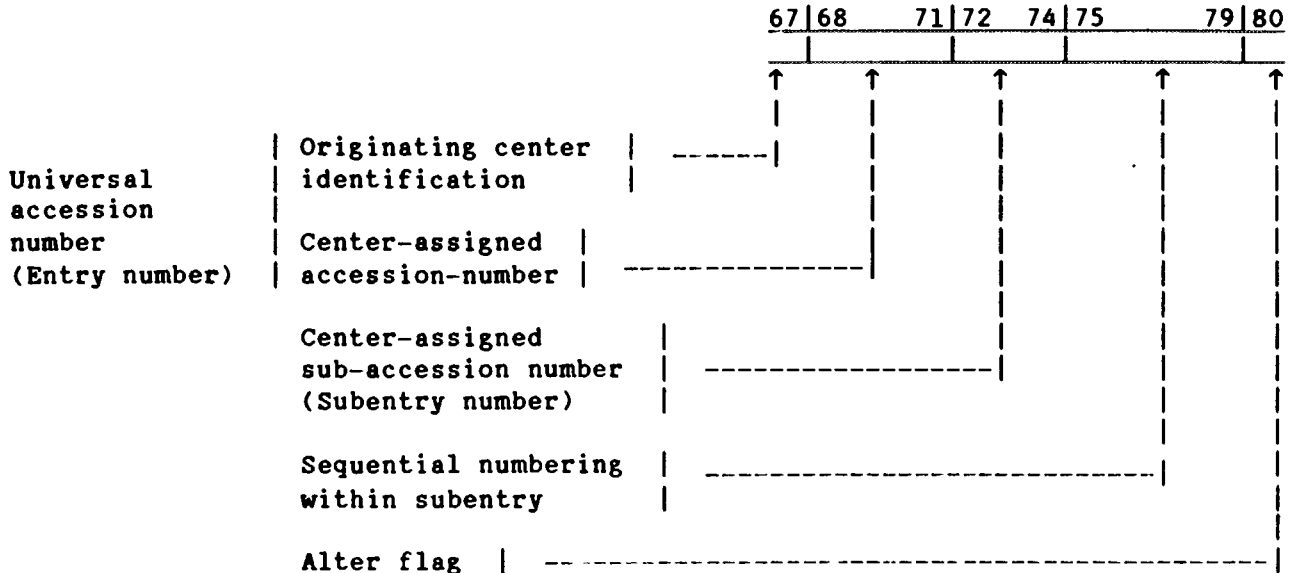 67|68 71|72 74|75 79|80
Originating center
Universal identification
accession
number Center-assigned
(Entry number) accession-number
Center-assigned
sub-accession number
(Subentry number)
Sequential numbering
within subentry
Alter flag